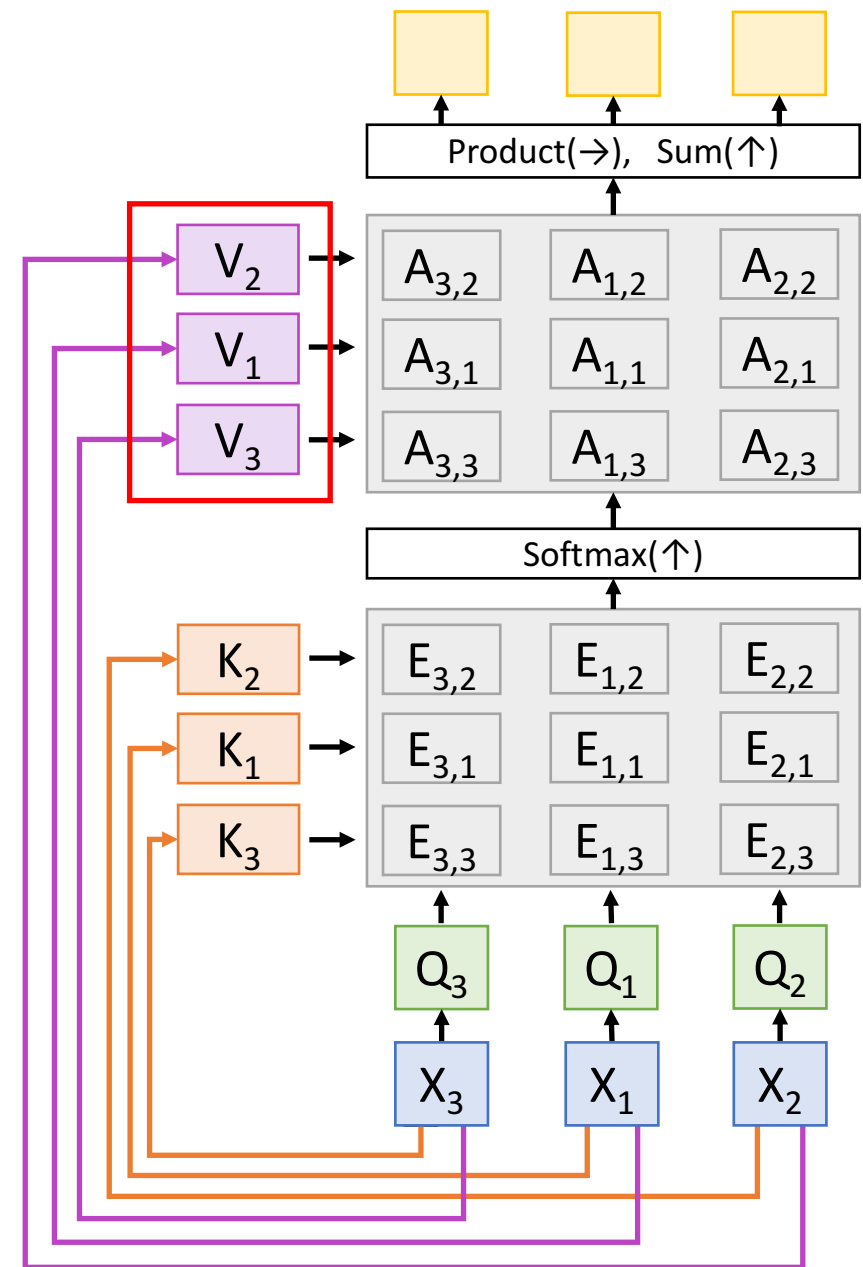 Product(→), Sum(↑)
V2 A3,2 A1,2 A2,2
V1 A3,1 A1,1 A2,1
V3 A3,3 A1,3 A2,3
Softmax(↑)
K2 E3,2 E1,2 E2,2
K1 E3,1 E1,1 E2,1
K3 E3,3 E1,3 E2,3
Q3 Q1 Q2
X3 X1 X2